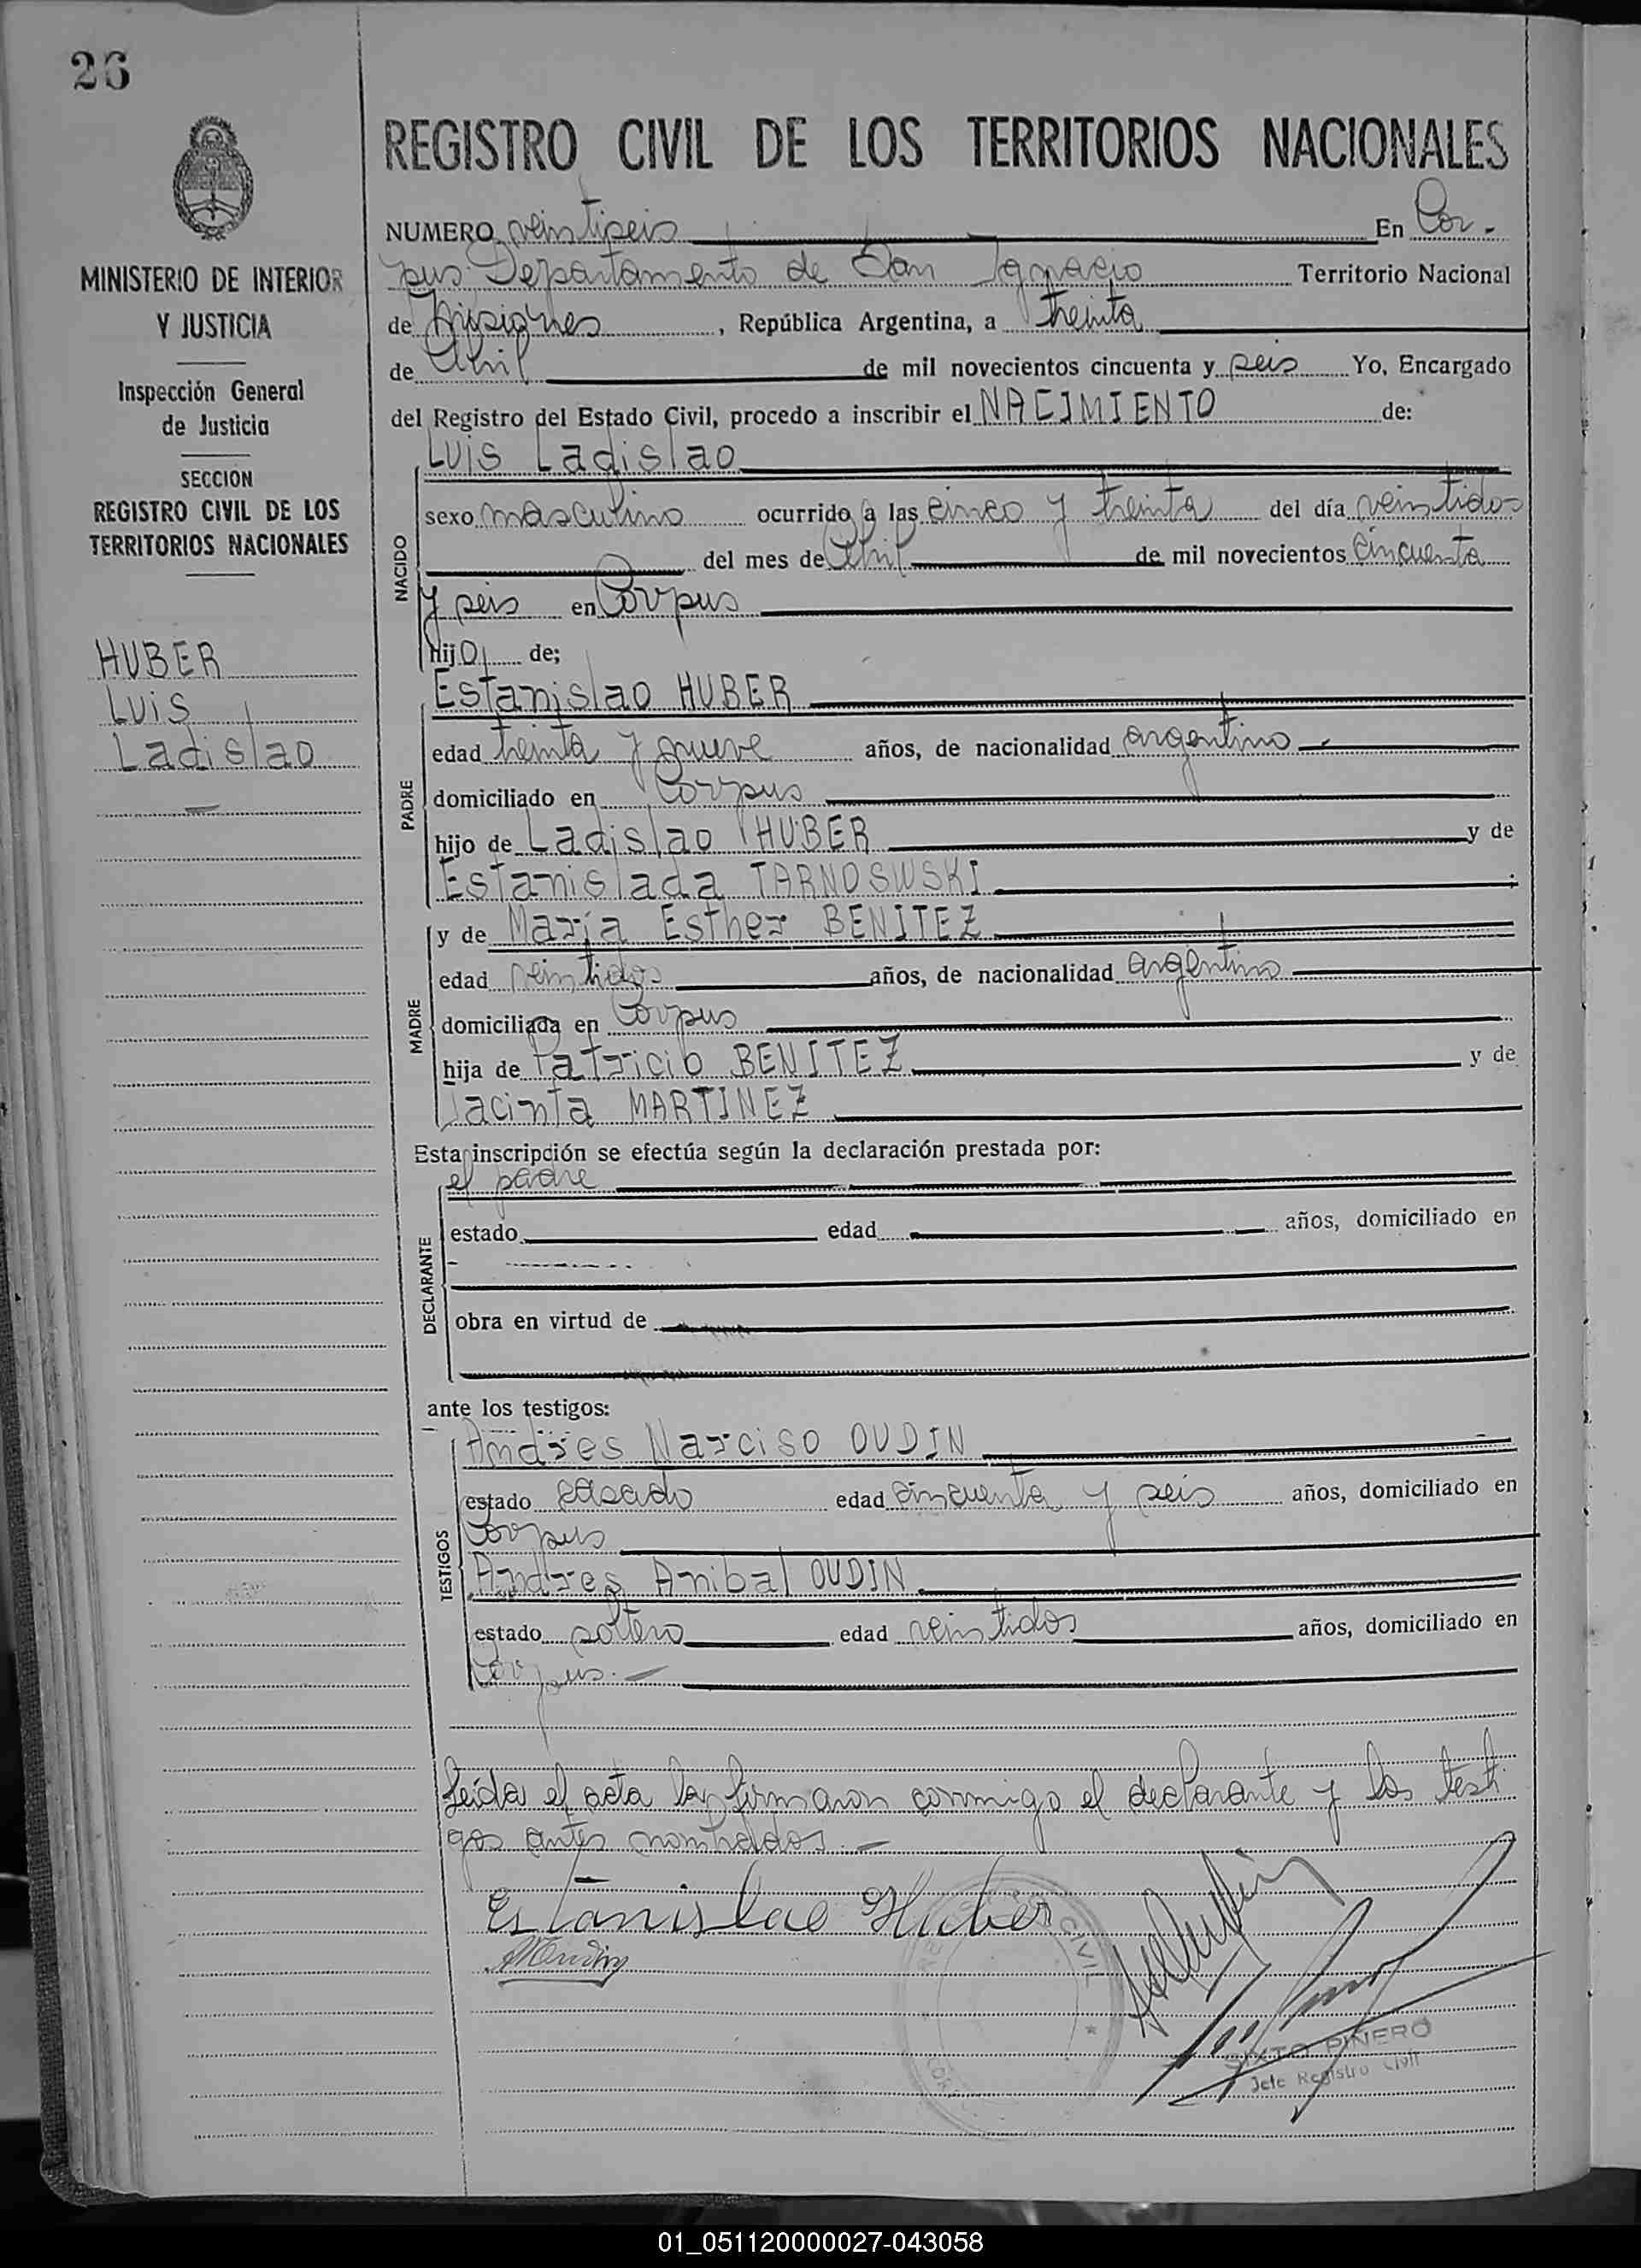 26
REGISTRO CIVIL DE LOS TERRITORIOS NACIONALES
MINISTERIO DE INTERIOR
Y JUSTICIA
Inspección General
de Justicia
SECCION
REGISTRO CIVIL DE LOS
TERRITORIOS NACIONALES
HUBER
Luis
Ladislao
NUMERO veintiseis En Cor-
pus Departamento de San Ignacio Territorio Nacional
de Misiones, República Argentina, a treinta
de Abril de mil novecientos cincuenta y seis Yo, Encargado
del Registro del Estado Civil, procedo a inscribir el NACIMIENTO de:
NACIDO
Luis Ladislao
sexo masculino ocurrido a las cinco y treinta del día veintidos
del mes de Abril de mil novecientos cincuenta
y seis en Corpus
hijo de;
PADRE
Estanislao HUBER
edad treinta y nueve años, de nacionalidad argentino
domiciliado en Corpus
hijo de Ladislao HUBER y de
Estanislada TARNOSWSKI
MADRE
y de María Esther BENITEZ
edad veintidos años, de nacionalidad argentina
domiciliada en Corpus
hija de Patricio BENITEZ y de
Jacinta MARTINEZ
Esta inscripción se efectúa según la declaración prestada por:
DECLARANTE
el padre
estado edad años, domiciliado en
obra en virtud de
ante los testigos:
TESTIGOS
Andres Narciso OUDIN
estado casado edad cincuenta y seis años, domiciliado en
Corpus
Andres Anibal OUDIN
estado soltero edad veintidos años, domiciliado en
Corpus.-
Leída el acta la firmaron conmigo el declarante y los testi
gos antes nombrados.-
Estanislao Huber
CIVIL
SIXTO PIÑERO
Jefe Registro Civil
01_051120000027-043058